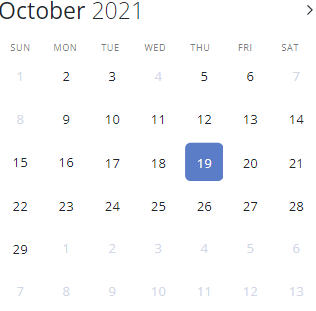 October 2021
SUN MON TUE WED THU FRI SAT
1 2 3 4 5 6 7
8 9 10 11 12 13 14
15 16 17 18 19 20 21
22 23 24 25 26 27 28
29 1 2 3 4 5 6
7 8 9 10 11 12 13